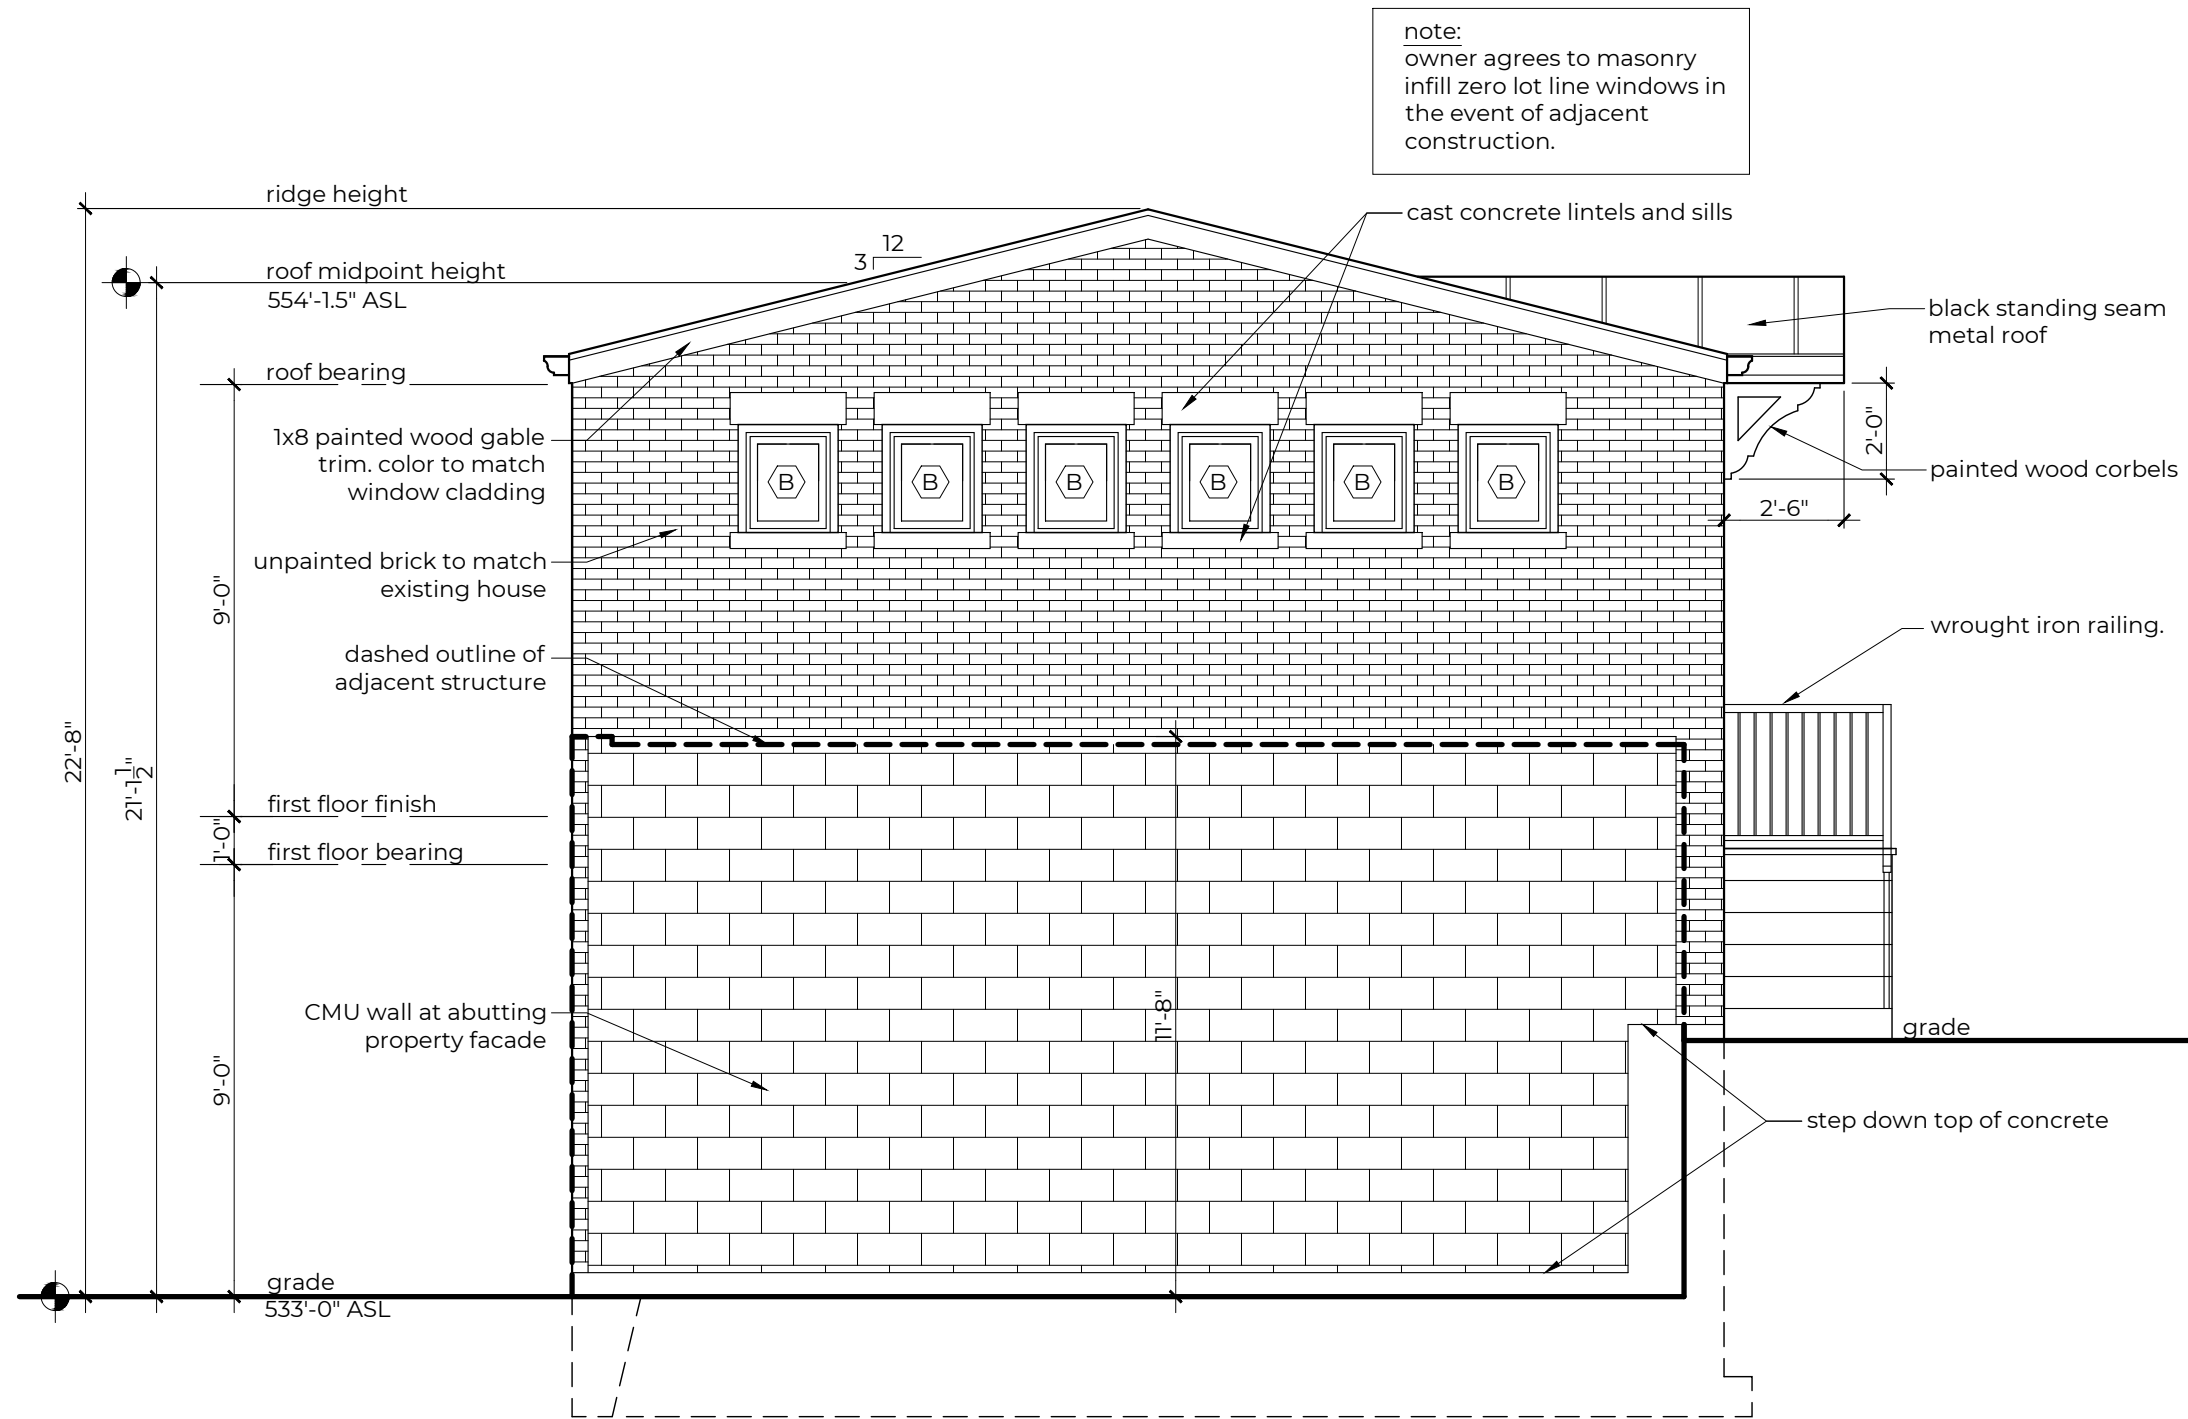 note:
owner agrees to masonry
infill zero lot line windows in
the event of adjacent
construction.
ridge height
cast concrete lintels and sills
12
3
roof midpoint height
554'-1.5" ASL
black standing seam
metal roof
roof bearing
1x8 painted wood gable
trim. color to match
window cladding
2'-0"
painted wood corbels
B
B
B
B
B
B
2'-6"
unpainted brick to match
existing house
9'-0"
wrought iron railing.
dashed outline of
adjacent structure
22'-8"
21'-1 1/2"
first floor finish
1'-0"
first floor bearing
CMU wall at abutting
property facade
11'-8"
grade
9'-0"
step down top of concrete
grade
533'-0" ASL